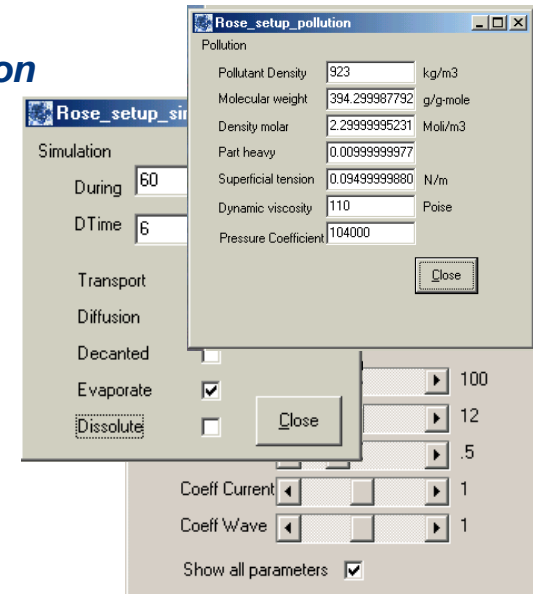 on
Rose_setup_pollution
Pollution
Pollutant Density 923 kg/m3
Molecular weight 394.299987792 g/g-mole
Density molar 2.29999995231 Moli/m3
Part heavy 0.00999999977
Superficial tension 0.09499999880 N/m
Dynamic viscosity 110 Poise
Pressure Coefficient 104000
Close
Simulation
During 60
DTime 6
Transport
Diffusion
Decanted
Evaporate
Dissolute
Close
100
12
.5
Coeff Current 1
Coeff Wave 1
Show all parameters